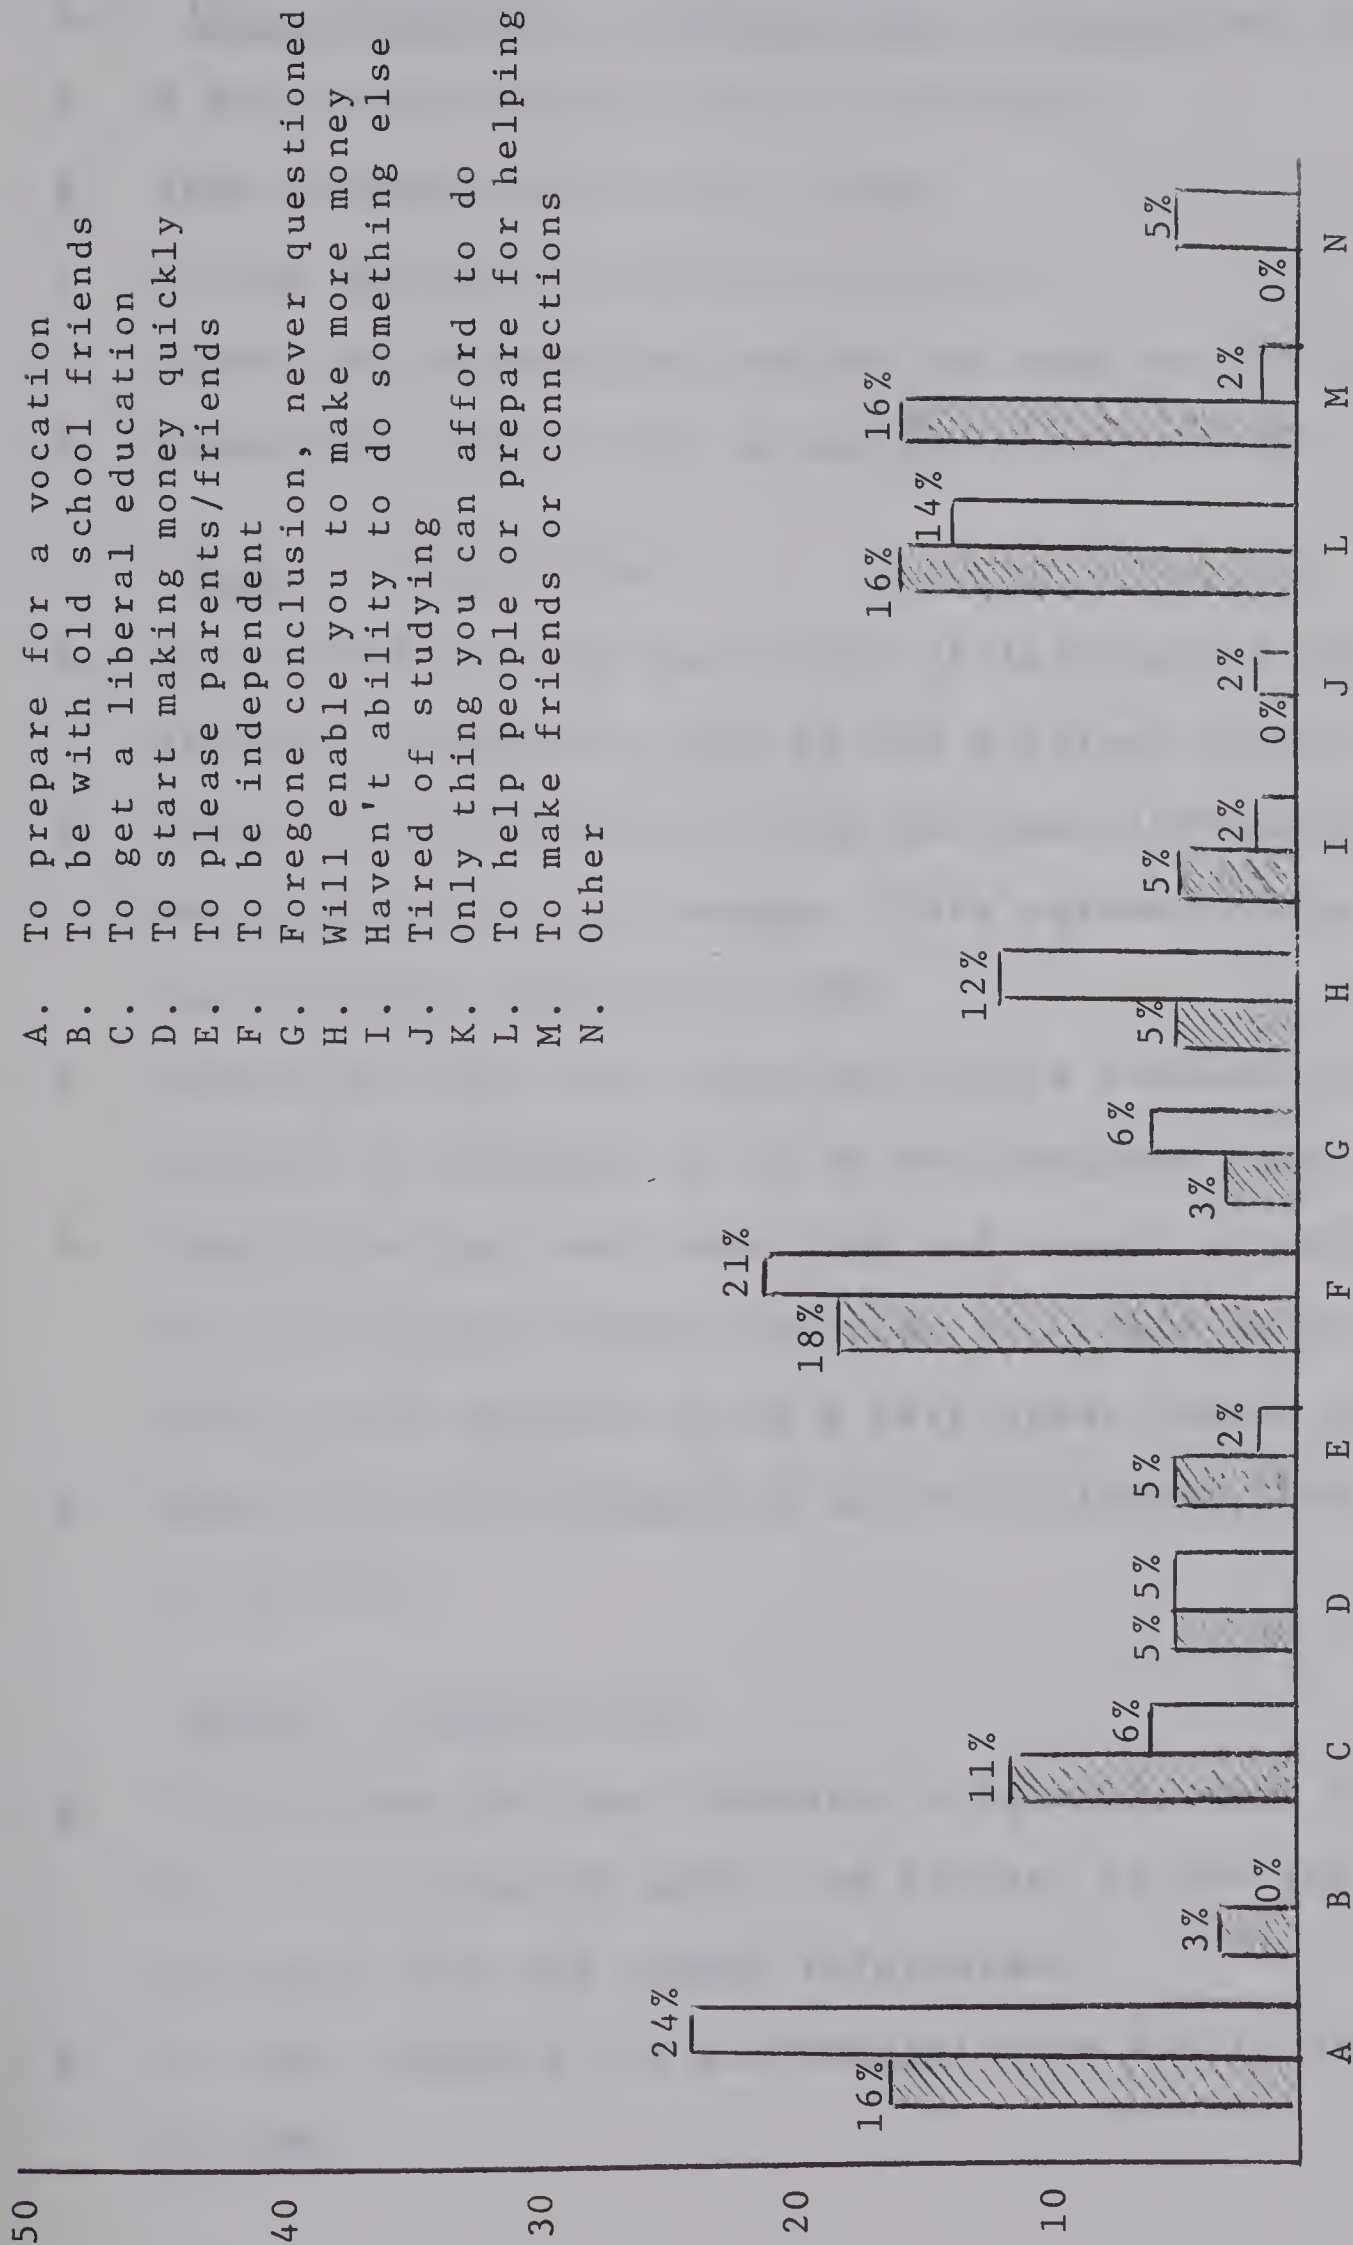 A. To prepare for a vocation
B. To be with old school friends
C. To get a liberal education
D. To start making money quickly
E. To please parents/friends
F. To be independent
G. Foregone conclusion, never questioned
H. Will enable you to make more money
I. Haven't ability to do something else
J. Tired of studying
K. Only thing you can afford to do
L. To help people or prepare for helping
M. To make friends or connections
N. Other
50
40
30
20
10
16% 24%
3% 0%
11% 6%
5% 5%
5% 2%
18% 21%
3% 6%
5% 12%
5% 2%
0% 2%
16% 14%
16% 2%
0% 5%
A B C D E F G H I J L M N